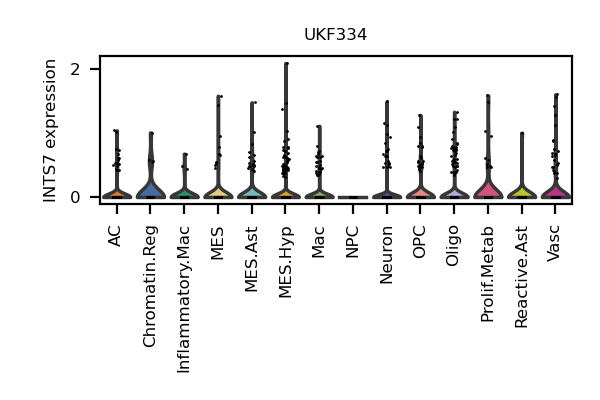 UKF334
INTS7 expression
2
0
AC
Chromatin.Reg
Inflammatory.Mac
MES
MES.Ast
MES.Hyp
Mac
NPC
Neuron
OPC
Oligo
Prolif.Metab
Reactive.Ast
Vasc